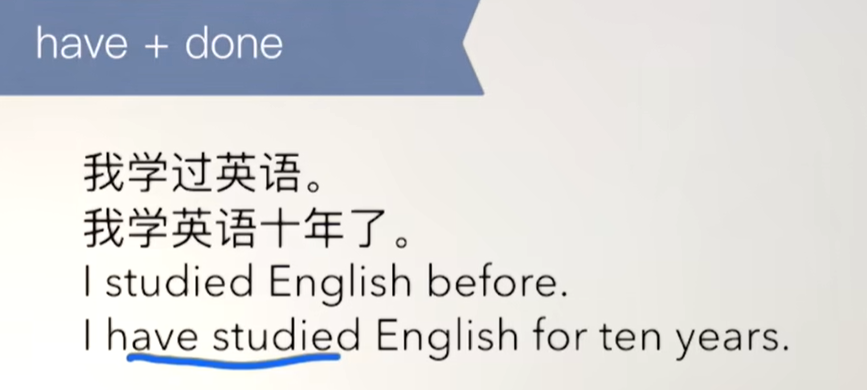 have + done
我学过英语。
我学英语十年了。
I studied English before.
I have studied English for ten years.